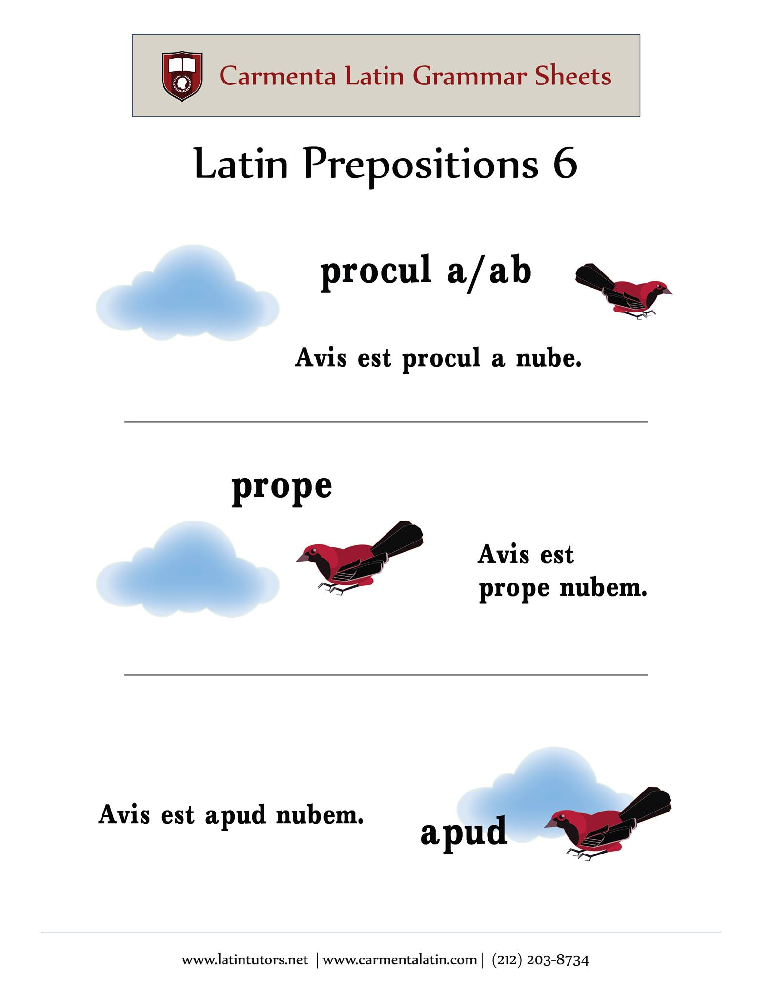 Carmenta Latin Grammar Sheets
Latin Prepositions 6
procul a/ab
Avis est procul a nube.
prope
Avis est
prope nubem.
Avis est apud nubem.
apud
www.latintutors.net | www.carmentalatin.com | (212) 203-8734